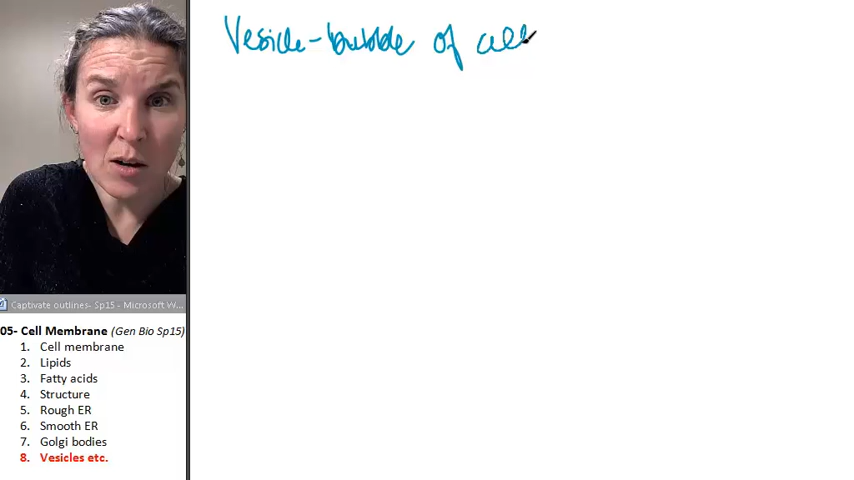 Vesicle - bubble of cell
Captivate outlines- Sp15 - Microsoft W...
05- Cell Membrane (Gen Bio Sp15)
1. Cell membrane
2. Lipids
3. Fatty acids
4. Structure
5. Rough ER
6. Smooth ER
7. Golgi bodies
8. Vesicles etc.